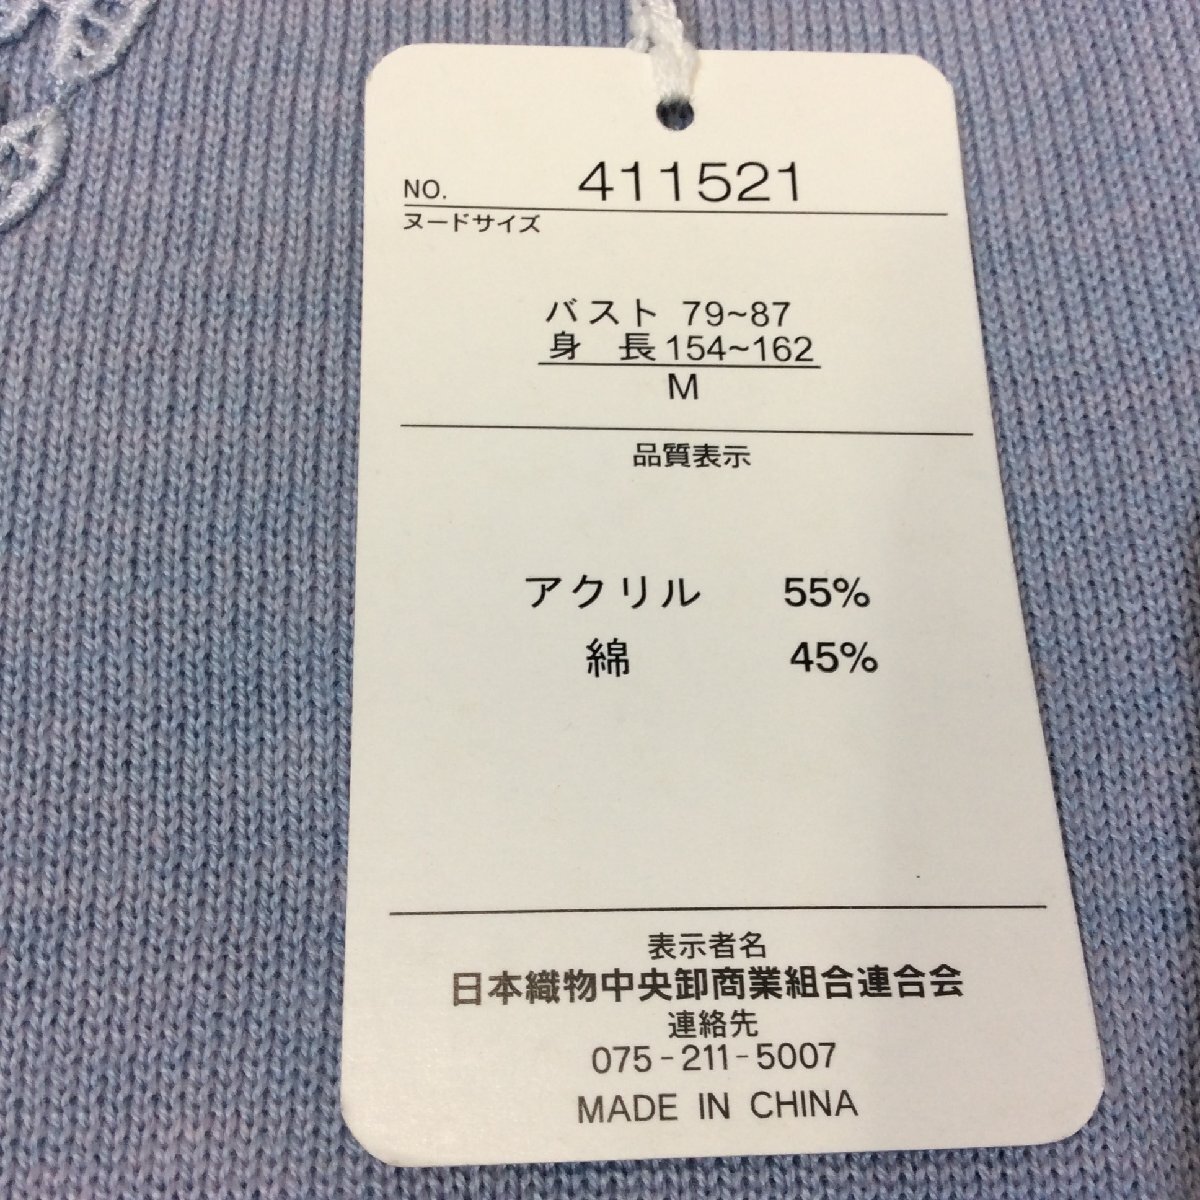 NO. 411521
ヌードサイズ
バスト 79~87
身 長 154~162
M
品質表示
アクリル 55%
綿 45%
表示者名
日本織物中央卸商業組合連合会
連絡先
075-211-5007
MADE IN CHINA